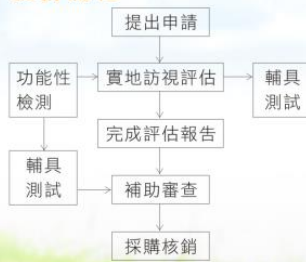 提出申請
功能性
檢測
實地訪視評估
輔具
測試
完成評估報告
輔具
測試
補助審查
採購核銷